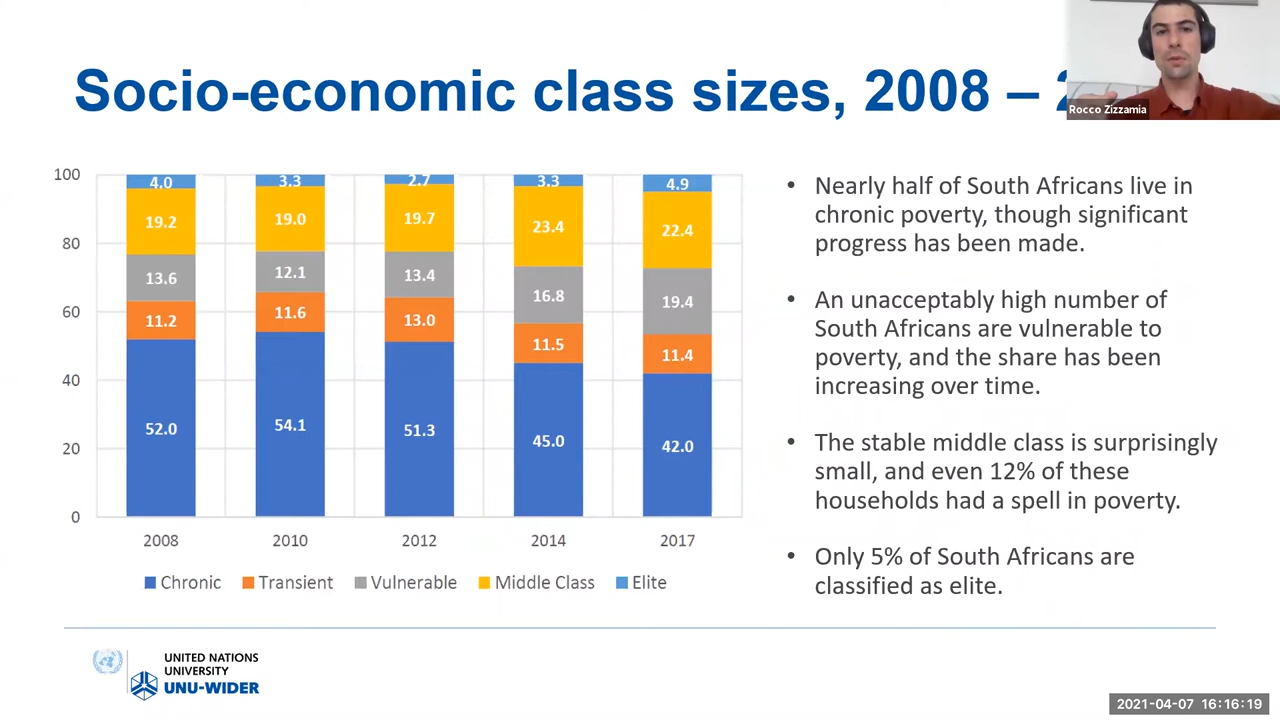 Socio-economic class sizes, 2008 –
Rocco Zizzamia
100
80
60
40
20
0
4.0
3.3
2.7
3.3
4.9
19.2
19.0
19.7
23.4
22.4
13.6
12.1
13.4
16.8
19.4
11.2
11.6
13.0
11.5
11.4
52.0
54.1
51.3
45.0
42.0
2008
2010
2012
2014
2017
Chronic
Transient
Vulnerable
Middle Class
Elite
• Nearly half of South Africans live in
chronic poverty, though significant
progress has been made.
• An unacceptably high number of
South Africans are vulnerable to
poverty, and the share has been
increasing over time.
• The stable middle class is surprisingly
small, and even 12% of these
households had a spell in poverty.
• Only 5% of South Africans are
classified as elite.
UNITED NATIONS
UNIVERSITY
UNU-WIDER
2021-04-07 16:16:19